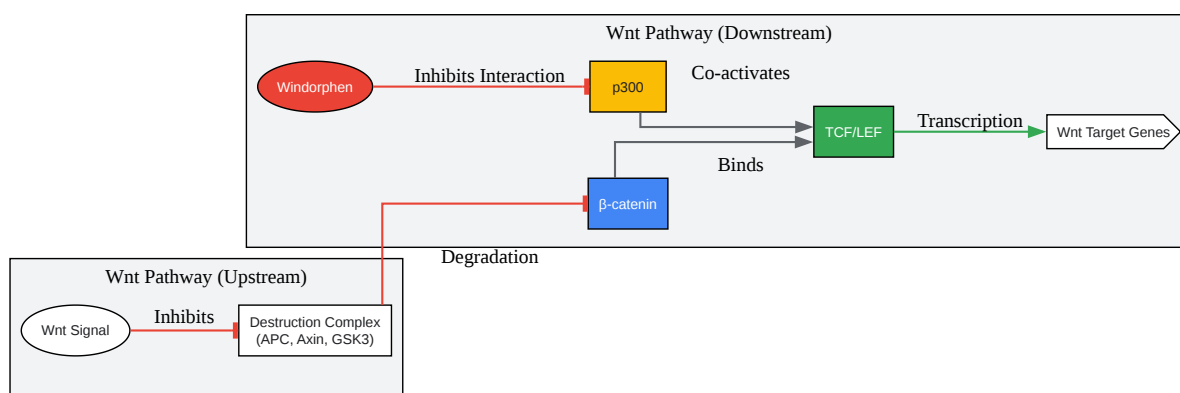 Wnt Pathway (Downstream)
Windorphen
Inhibits Interaction
p300
Co-activates
TCF/LEF
Transcription
Wnt Target Genes
Binds
β-catenin
Degradation
Wnt Pathway (Upstream)
Wnt Signal
Inhibits
Destruction Complex
(APC, Axin, GSK3)